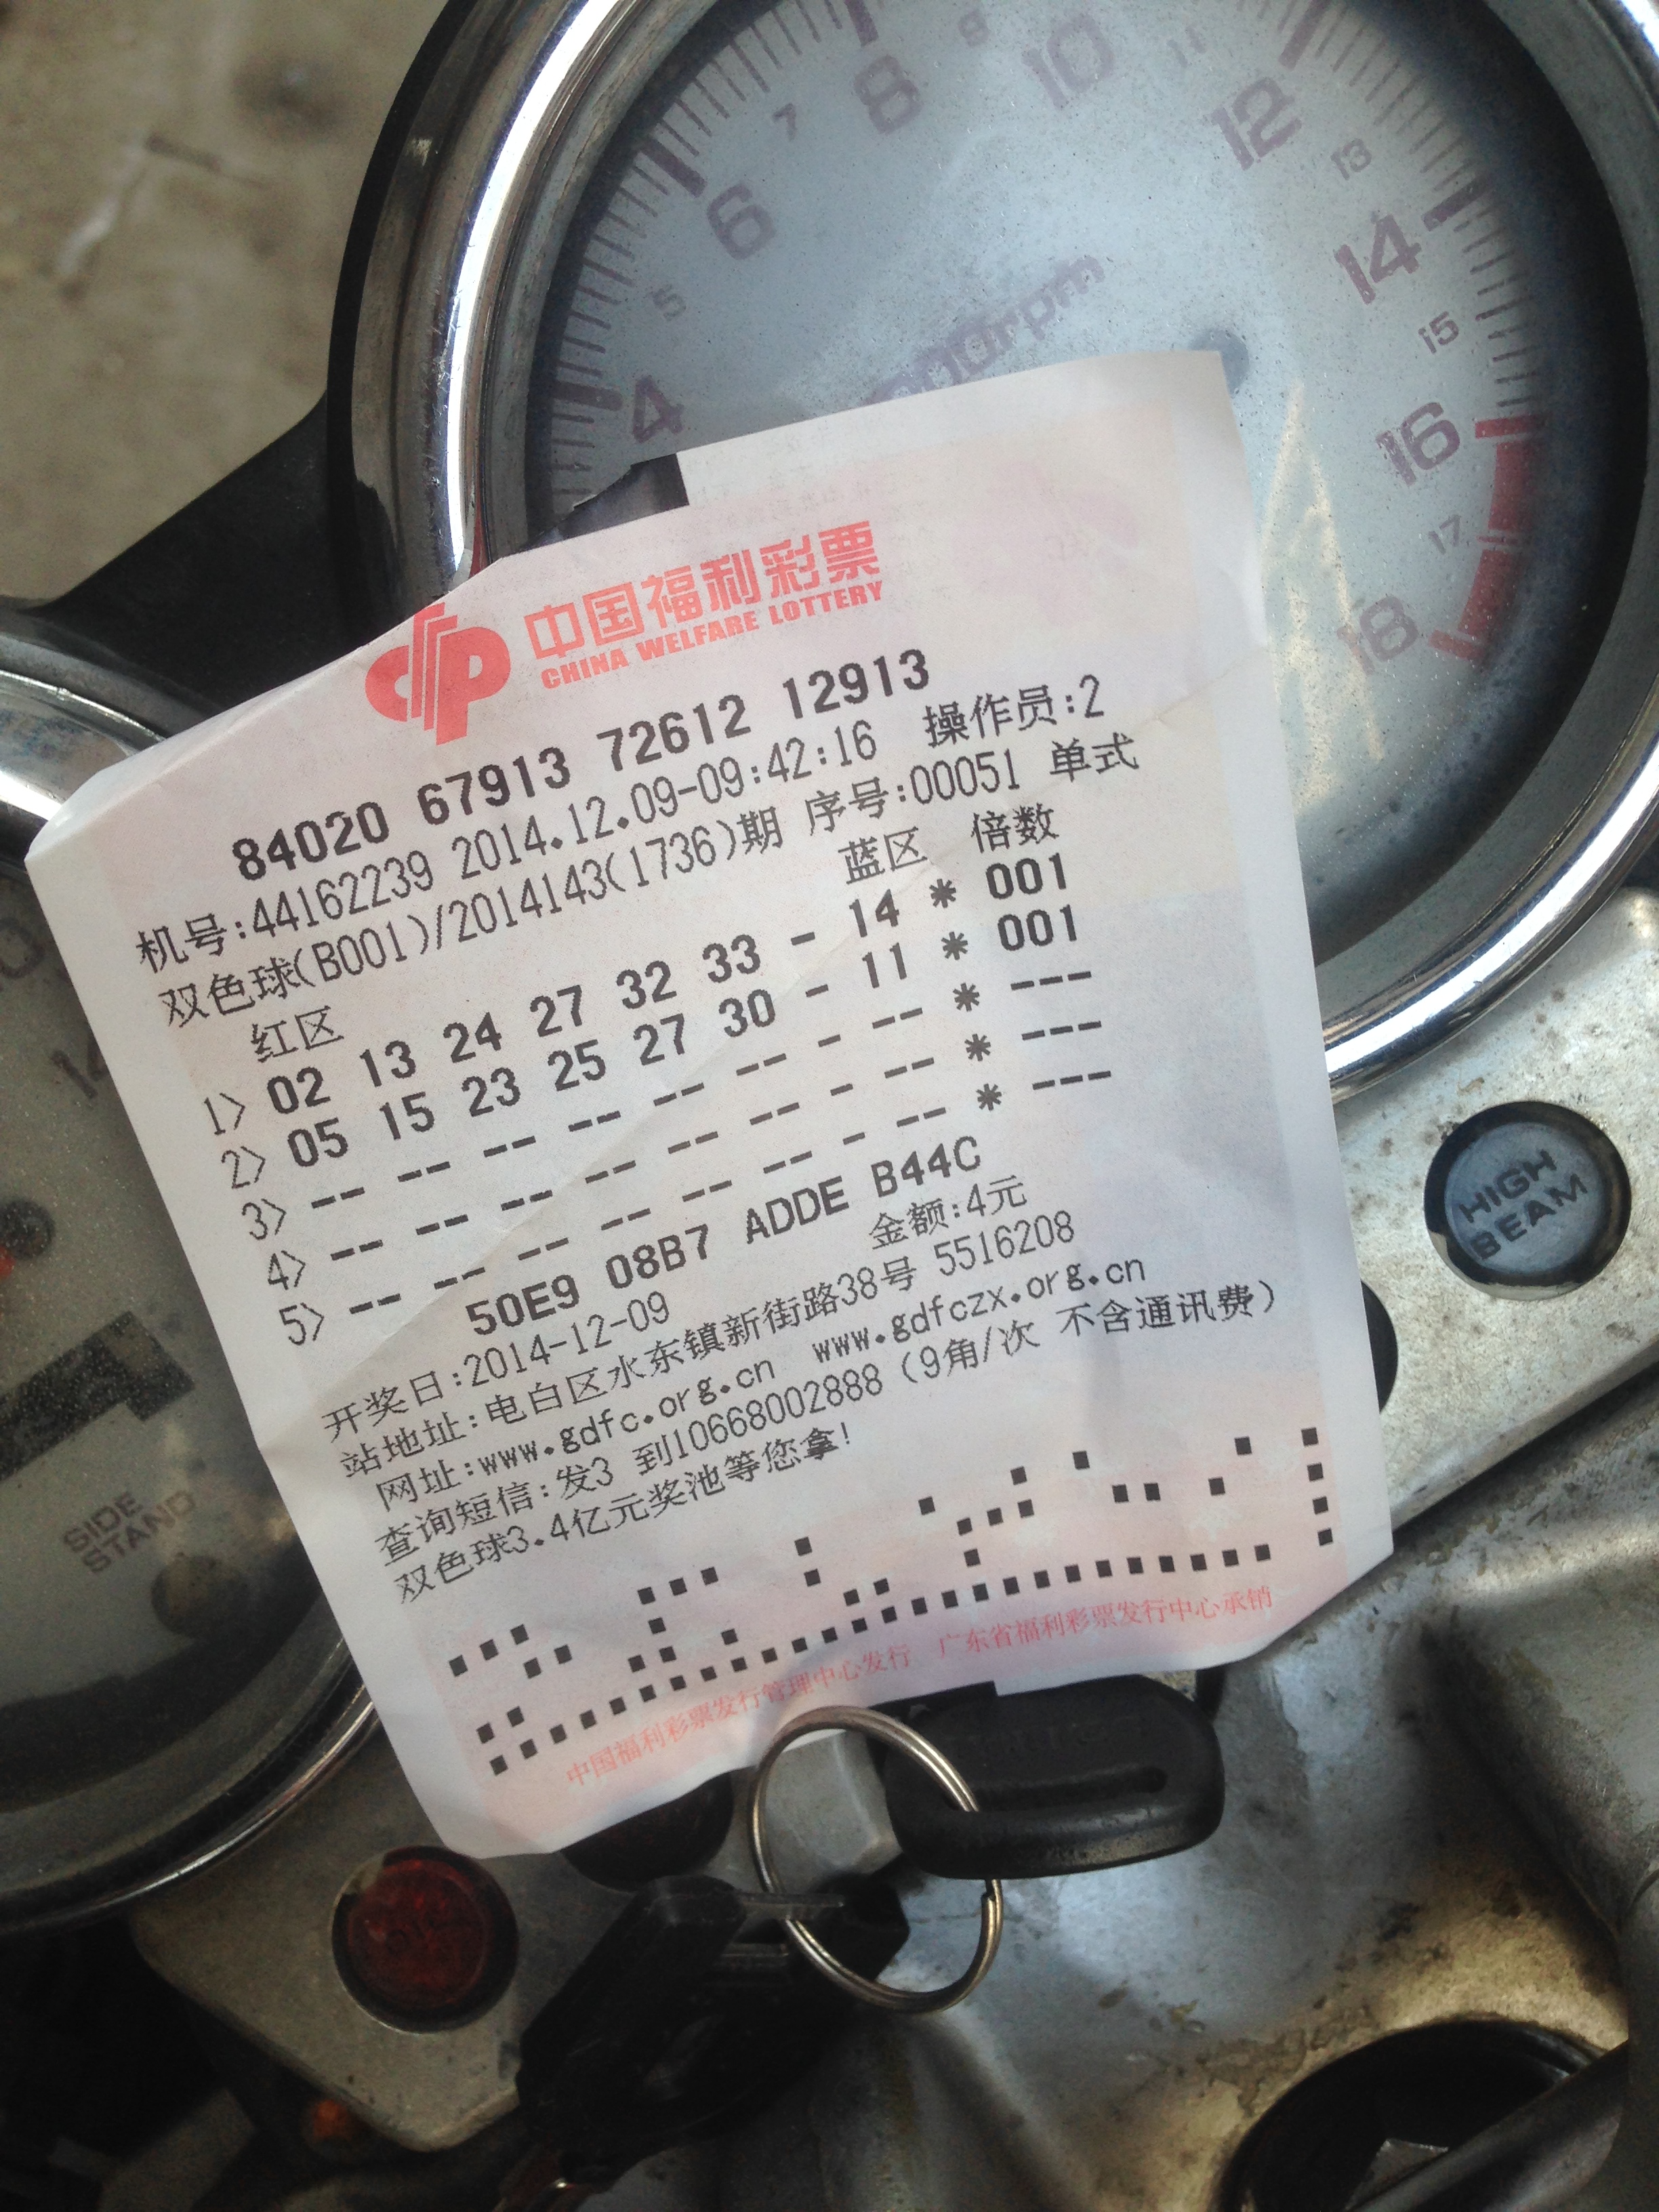 7 8 9 10 11 12
6 13
5 14
4 15
16
17
18
000rpm
中国福利彩票
CHINA WELFARE LOTTERY
84020 67913 72612 12913
机号:44162239 2014.12.09-09:42:16 操作员:2
双色球(B001)/2014143(1736)期 序号:00051 单式
红区 蓝区 倍数
1> 02 13 24 27 32 33 - 14 * 001
2> 05 15 23 25 27 30 - 11 * 001
3> -- -- -- -- -- -- - -- * ---
4> -- -- -- -- -- -- - -- * ---
5> -- -- -- -- -- -- - -- * ---
50E9 08B7 ADDE B44C
开奖日:2014-12-09 金额:4元
站地址:电白区水东镇新街路38号 5516208
网址:www.gdfc.org.cn www.gdfczx.org.cn
查询短信:发3 到10668002888（9角/次 不含通讯费）
双色球3.4亿元奖池等您拿!
中国福利彩票发行管理中心发行 广东省福利彩票发行中心承销
HIGH
BEAM
14
SIDE
STAND